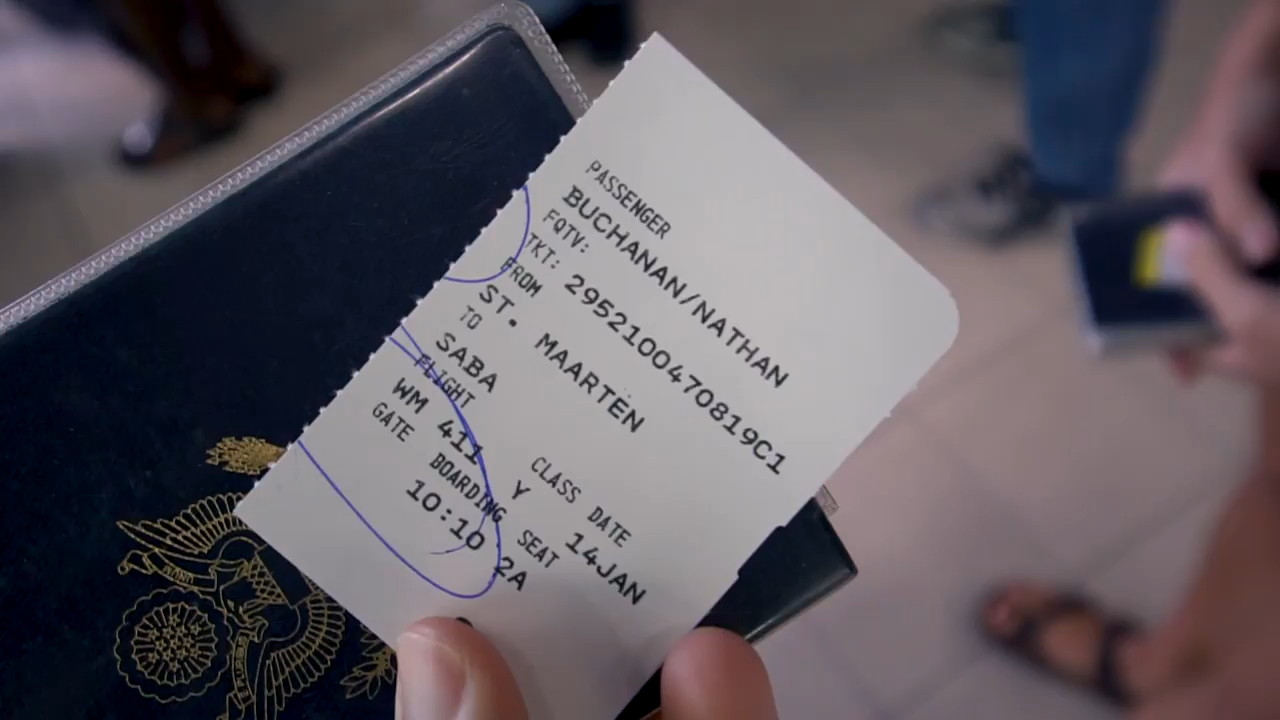 PASSENGER
BUCHANAN/NATHAN
FQTV:
TKT: 2952100470819C1
FROM
ST. MAARTEN
TO
SABA
FLIGHT CLASS DATE
WM 411 Y 14JAN
GATE BOARDING SEAT
10:10 2A